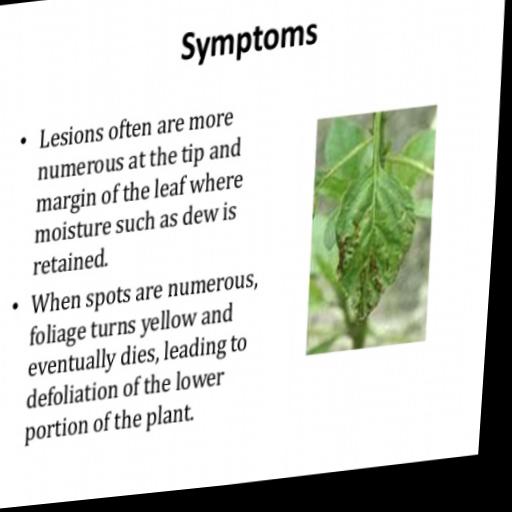 Symptoms
• Lesions often are more
numerous at the tip and
margin of the leaf where
moisture such as dew is
retained.
• When spots are numerous,
foliage turns yellow and
eventually dies, leading to
defoliation of the lower
portion of the plant.